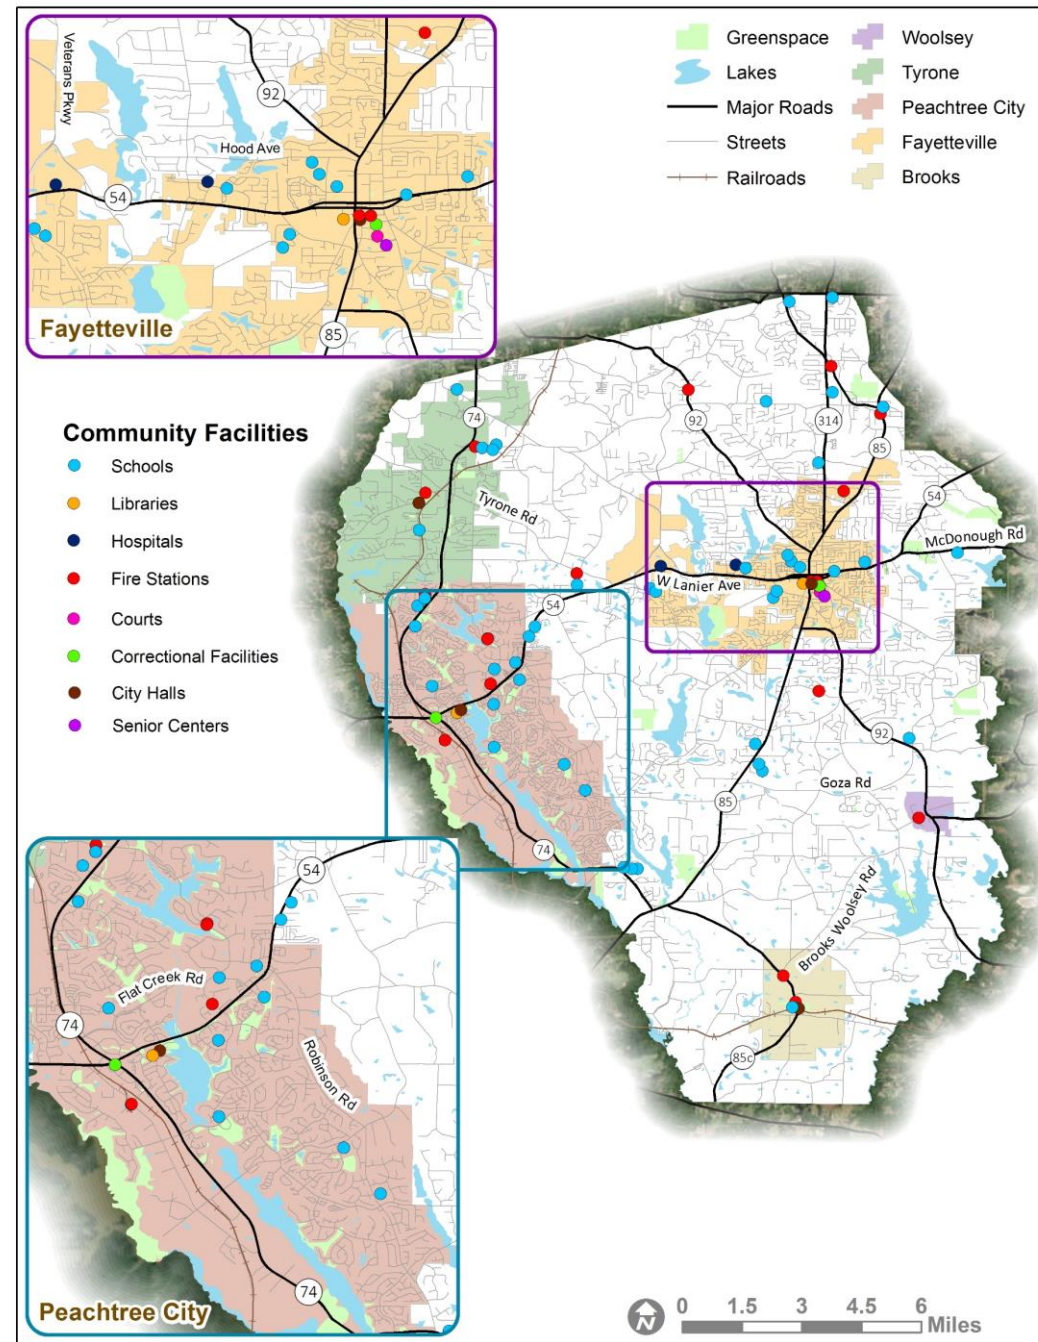 Veterans Pkwy
92
Hood Ave
54
85
Fayetteville
Greenspace
Lakes
Major Roads
Streets
Railroads
Woolsey
Tyrone
Peachtree City
Fayetteville
Brooks
Community Facilities
Schools
Libraries
Hospitals
Fire Stations
Courts
Correctional Facilities
City Halls
Senior Centers
74
92
314
85
54
Tyrone Rd
McDonough Rd
W Lanier Ave
54
92
Goza Rd
85
74
Brooks Woolsey Rd
85c
54
Flat Creek Rd
74
Robinson Rd
74
Peachtree City
N
0 1.5 3 4.5 6
Miles